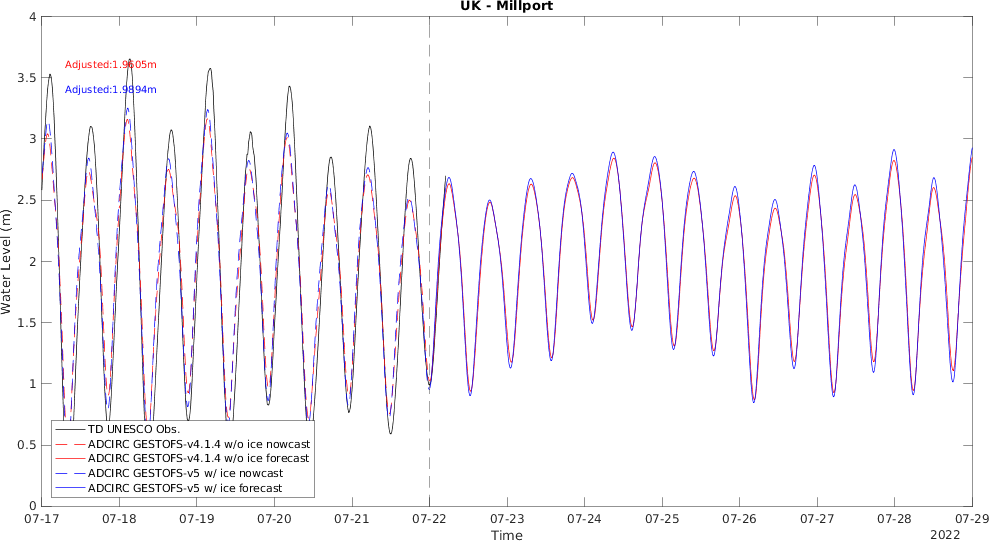 UK - Millport
4
3.5
3
2.5
2
1.5
1
0.5
0
Water Level (m)
Adjusted:1.9605m
Adjusted:1.9894m
TD UNESCO Obs.
ADCIRC GESTOFS-v4.1.4 w/o ice nowcast
ADCIRC GESTOFS-v4.1.4 w/o ice forecast
ADCIRC GESTOFS-v5 w/ ice nowcast
ADCIRC GESTOFS-v5 w/ ice forecast
07-17 07-18 07-19 07-20 07-21 07-22 07-23 07-24 07-25 07-26 07-27 07-28 07-29
Time
2022